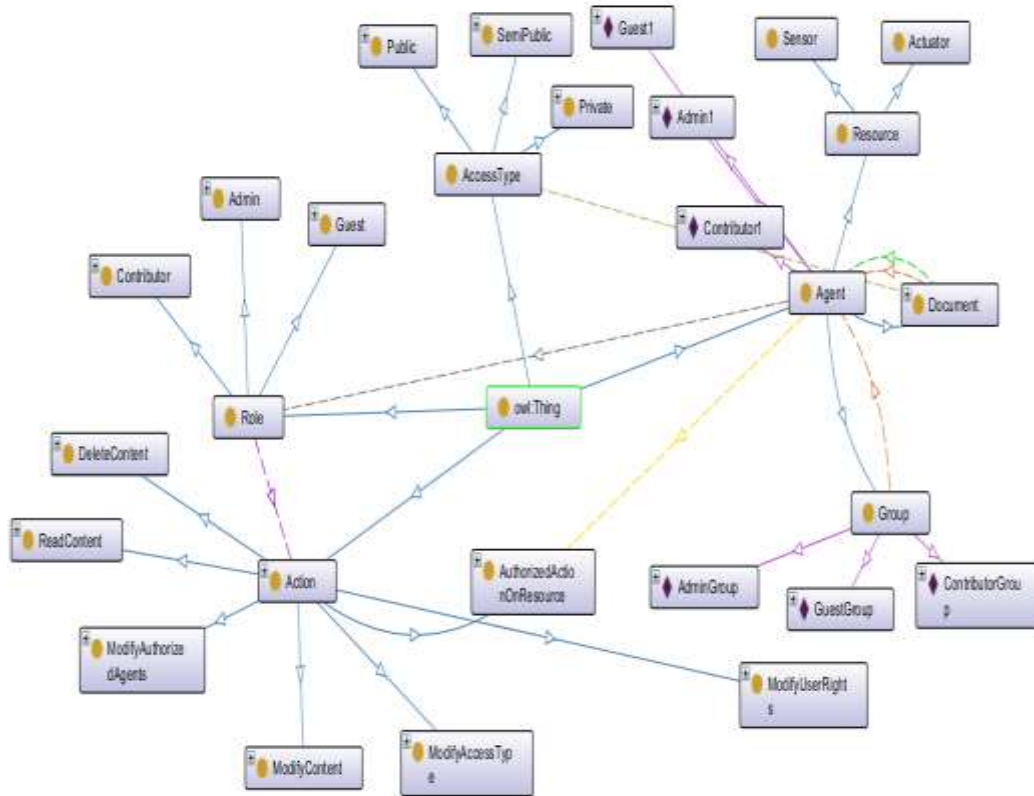 Guest1
Sensor
SemiPublic
Actuator
Public
Private
Admin1
Resource
AccessType
Admin
Guest
Contributor1
Contributor
Agent
Document
Role
owl:Thing
DeleteContent
Group
ReadContent
Action
AuthorizedActio
nOnResource
AdminGroup
ContributorGrou
p
GuestGroup
ModifyAuthorize
dAgents
ModifyUserRight
s
ModifyContent
ModifyAccessTyp
e